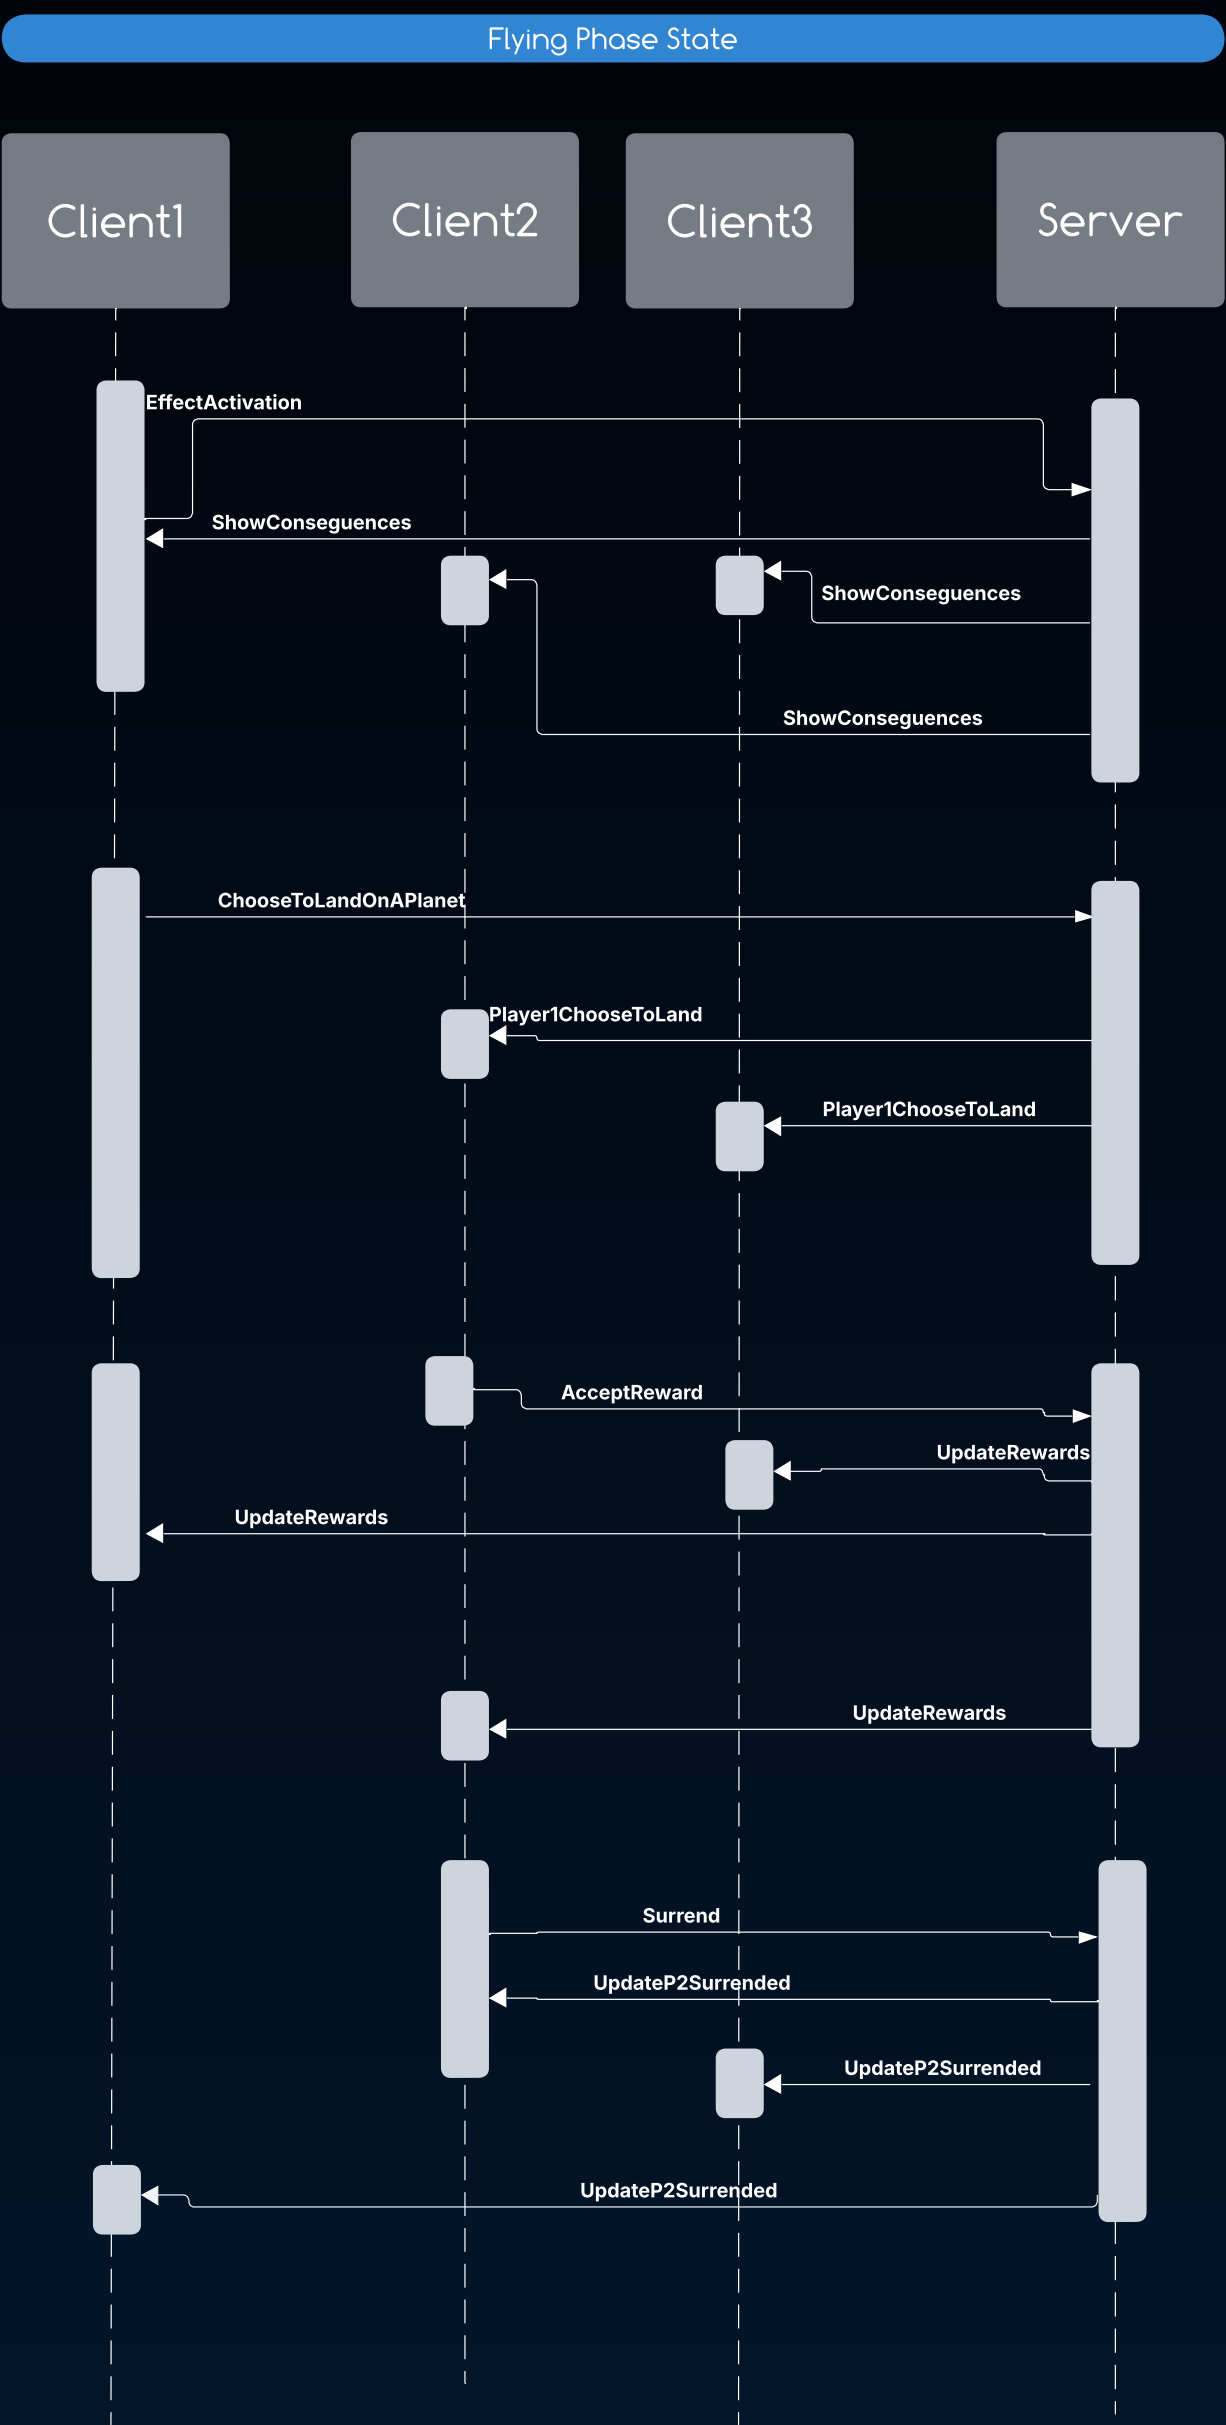 Flying Phase State
Client1
Client2
Client3
Server
EffectActivation
ShowConseguences
ShowConseguences
ShowConseguences
ChooseToLandOnAPlanet
Player1ChooseToLand
Player1ChooseToLand
AcceptReward
UpdateRewards
UpdateRewards
UpdateRewards
Surrend
UpdateP2Surrended
UpdateP2Surrended
UpdateP2Surrended